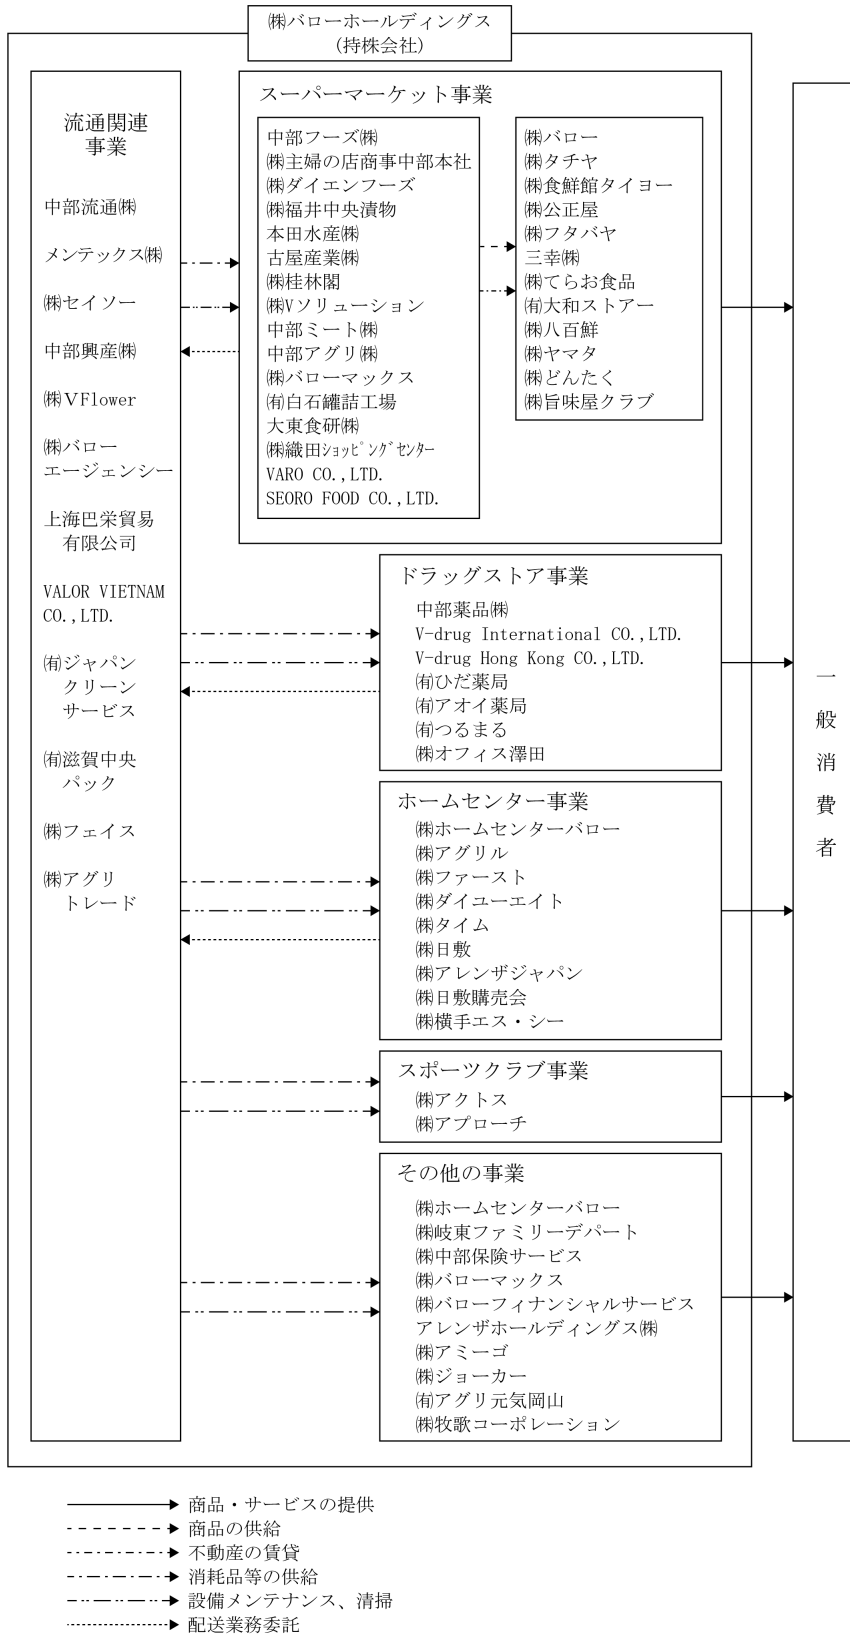 ㈱バローホールディングス
(持株会社)
流通関連
事業
中部流通㈱
メンテックス㈱
㈱セイソー
中部興産㈱
㈱VFlower
㈱バロー
エージェンシー
上海巴栄貿易
有限公司
VALOR VIETNAM
CO.,LTD.
㈲ジャパン
クリーン
サービス
㈲滋賀中央
パック
㈱フェイス
㈱アグリ
トレード
スーパーマーケット事業
中部フーズ㈱
㈱主婦の店商事中部本社
㈱ダイエンフーズ
㈱福井中央漬物
本田水産㈱
古屋産業㈱
㈱桂林閣
㈱Vソリューション
中部ミート㈱
中部アグリ㈱
㈱バローマックス
㈲白石罐詰工場
大東食研㈱
㈱織田ショッピングセンター
VARO CO.,LTD.
SEORO FOOD CO.,LTD.
㈱バロー
㈱タチヤ
㈱食鮮館タイヨー
㈱公正屋
㈱フタバヤ
三幸㈱
㈱てらお食品
㈲大和ストアー
㈱八百鮮
㈱ヤマタ
㈱どんたく
㈱旨味屋クラブ
ドラッグストア事業
中部薬品㈱
V-drug International CO.,LTD.
V-drug Hong Kong CO.,LTD.
㈲ひだ薬局
㈲アオイ薬局
㈲つるまる
㈱オフィス澤田
ホームセンター事業
㈱ホームセンターバロー
㈱アグリル
㈱ファースト
㈱ダイユーエイト
㈱タイム
㈱日敷
㈱アレンザジャパン
㈱日敷購売会
㈱横手エス・シー
スポーツクラブ事業
㈱アクトス
㈱アプローチ
その他の事業
㈱ホームセンターバロー
㈱岐東ファミリーデパート
㈱中部保険サービス
㈱バローマックス
㈱バローフィナンシャルサービス
アレンザホールディングス㈱
㈱アミーゴ
㈱ジョーカー
㈲アグリ元気岡山
㈱牧歌コーポレーション
一般消費者
商品・サービスの提供
商品の供給
不動産の賃貸
消耗品等の供給
設備メンテナンス、清掃
配送業務委託